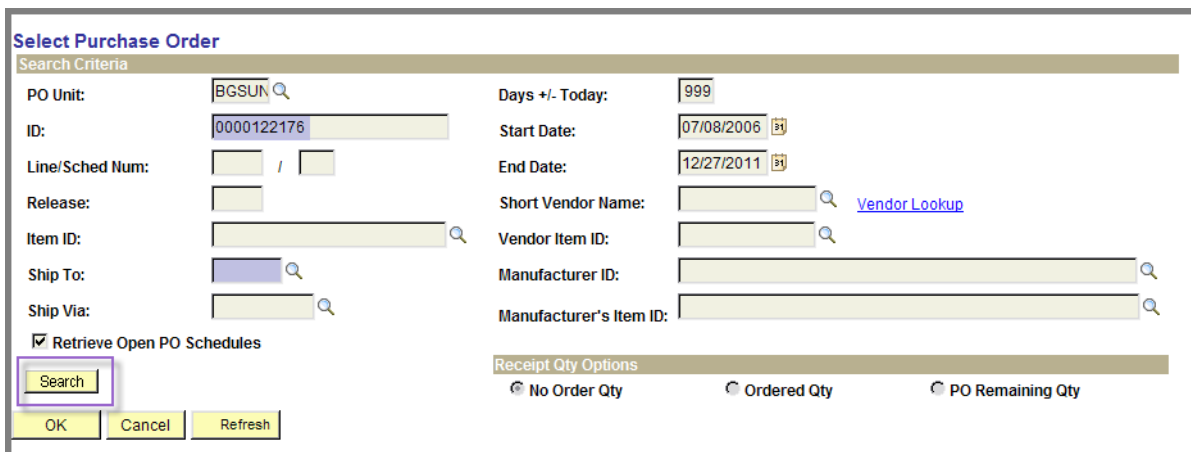 Select Purchase Order
Search Criteria
PO Unit: BGSUN Days +/- Today: 999
ID: 0000122176 Start Date: 07/08/2006 31
Line/Sched Num: / End Date: 12/27/2011 31
Release: Short Vendor Name: Vendor Lookup
Item ID: Vendor Item ID:
Ship To: Manufacturer ID:
Ship Via: Manufacturer's Item ID:
Retrieve Open PO Schedules
Receipt Qty Options
Search No Order Qty Ordered Qty PO Remaining Qty
OK Cancel Refresh